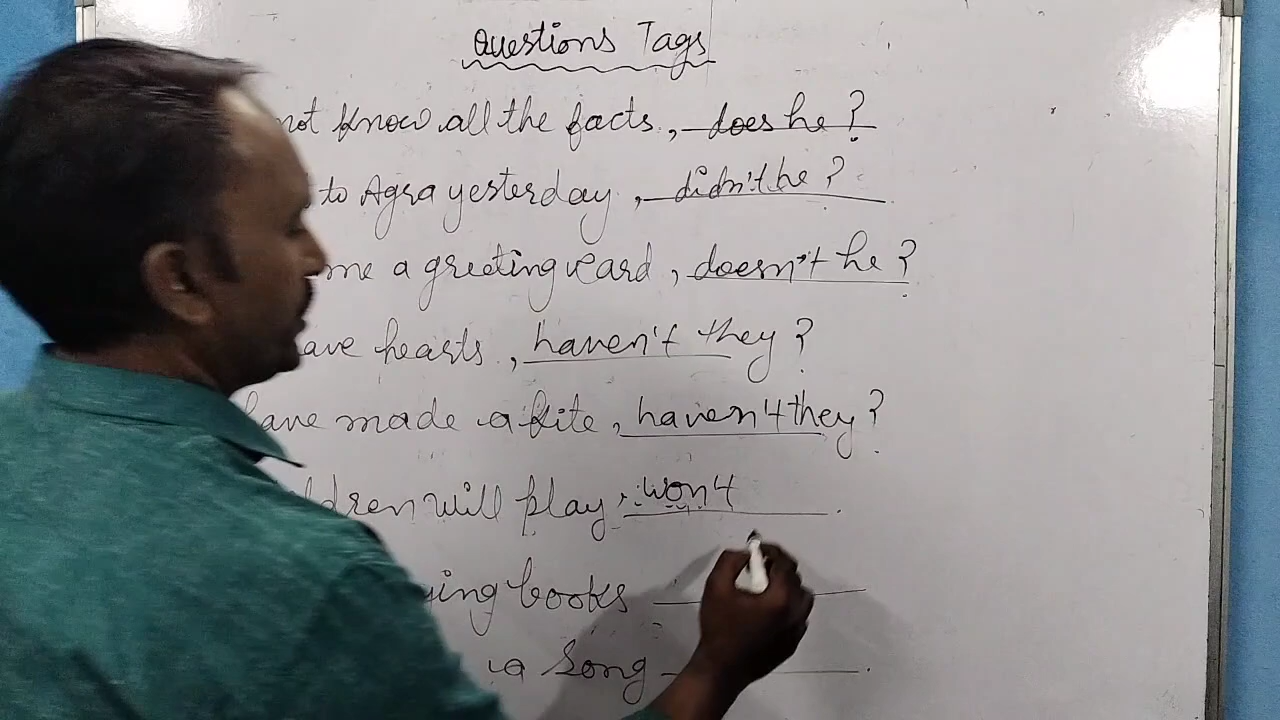 Questions Tags
not know all the facts, does he?
to Agra yesterday, didn't he?
me a greeting card, doesn't he?
ave hearts, haven't they?
ave made a kite, haven't they?
ldren will play, won't
ying books
a Song